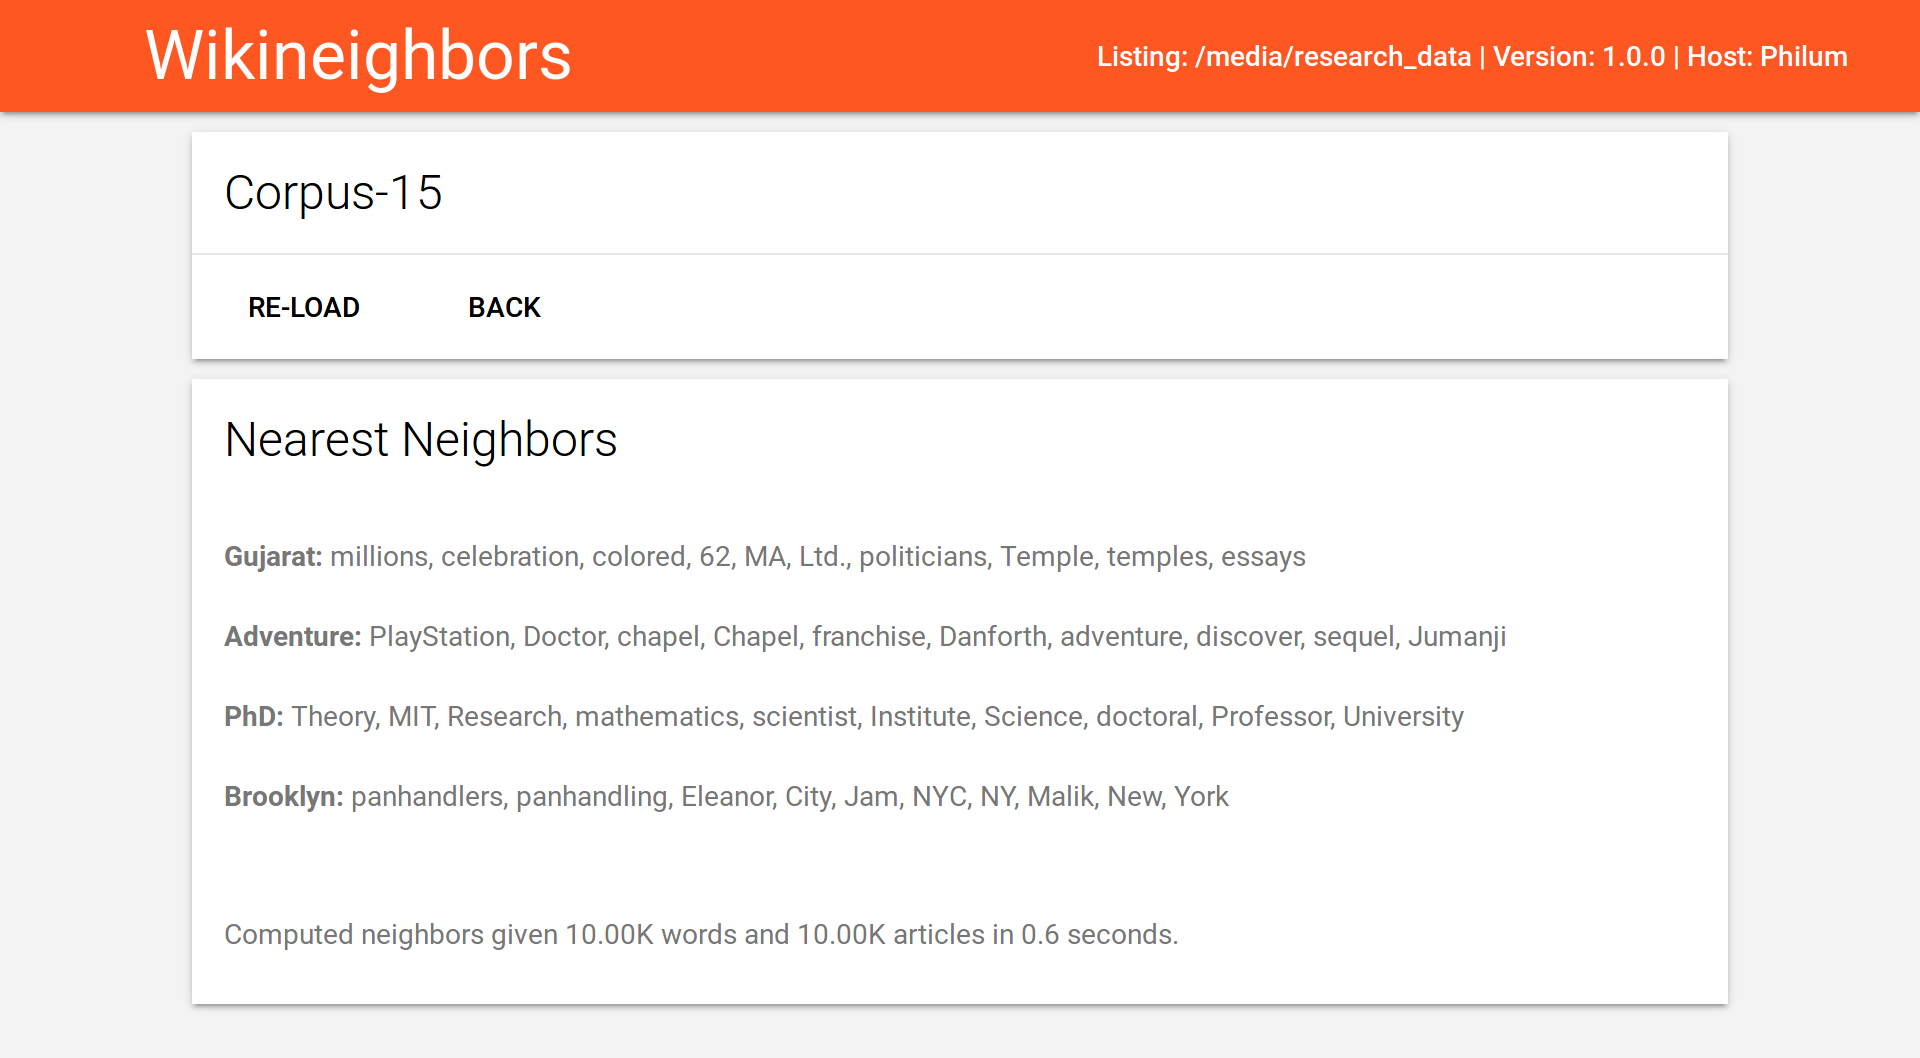 Wikineighbors
Listing: /media/research_data | Version: 1.0.0 | Host: Philum
Corpus-15
RE-LOAD BACK
Nearest Neighbors
Gujarat: millions, celebration, colored, 62, MA, Ltd., politicians, Temple, temples, essays
Adventure: PlayStation, Doctor, chapel, Chapel, franchise, Danforth, adventure, discover, sequel, Jumanji
PhD: Theory, MIT, Research, mathematics, scientist, Institute, Science, doctoral, Professor, University
Brooklyn: panhandlers, panhandling, Eleanor, City, Jam, NYC, NY, Malik, New, York
Computed neighbors given 10.00K words and 10.00K articles in 0.6 seconds.